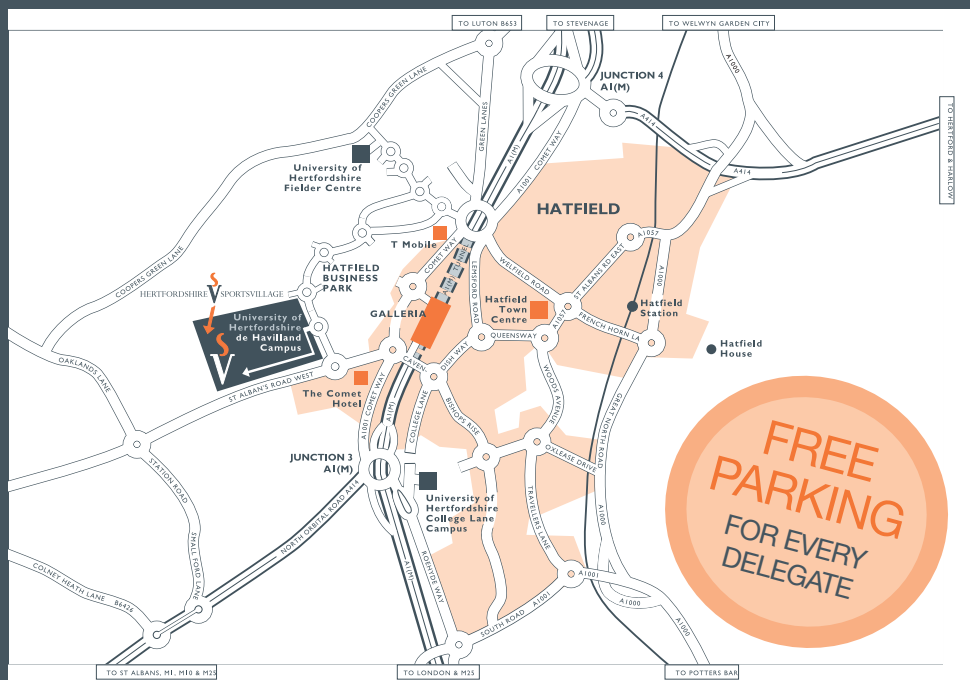 TO LUTON B653
TO STEVENAGE
TO WELWYN GARDEN CITY
JUNCTION 4
A1(M)
A1000
COOPERS GREEN LANE
GREEN LANES
A1(M)
A1001 COMET WAY
A414
A414
TO HERTFORD & HARLOW
University of
Hertfordshire
Fielder Centre
HATFIELD
T Mobile
COMET WAY
A1(M) TUNNEL
LEMSFORD ROAD
WELFIELD ROAD
ST ALBANS RD EAST
A1057
A1000
COOPERS GREEN LANE
HATFIELD
BUSINESS
PARK
HERTFORDSHIRE
V
SPORTSVILLAGE
GALLERIA
Hatfield
Town
Centre
A1057
Hatfield
Station
FRENCH HORN LA
QUEENSWAY
Hatfield
House
University of
Hertfordshire
de Havilland
Campus
V
OAKLANDS LANE
ST ALBAN'S ROAD WEST
The Comet
Hotel
CAVEN-
DISH WAY
A1001 COMET WAY
A1(M)
COLLEGE LANE
BISHOPS RISE
WOODS AVENUE
GREAT NORTH ROAD
OXLEASE DRIVE
JUNCTION 3
A1(M)
STATION ROAD
NORTH ORBITAL ROAD A414
University of
Hertfordshire
College Lane
Campus
TRAVELLERS LANE
A1000
FREE
PARKING
FOR EVERY
DELEGATE
SMALLFORD LANE
COLNEY HEATH LANE
B6426
A1(M)
ROEHYDE WAY
SOUTH ROAD
A1001
A1001
A1000
A1000
TO ST ALBANS, M1, M10 & M25
TO LONDON & M25
TO POTTERS BAR